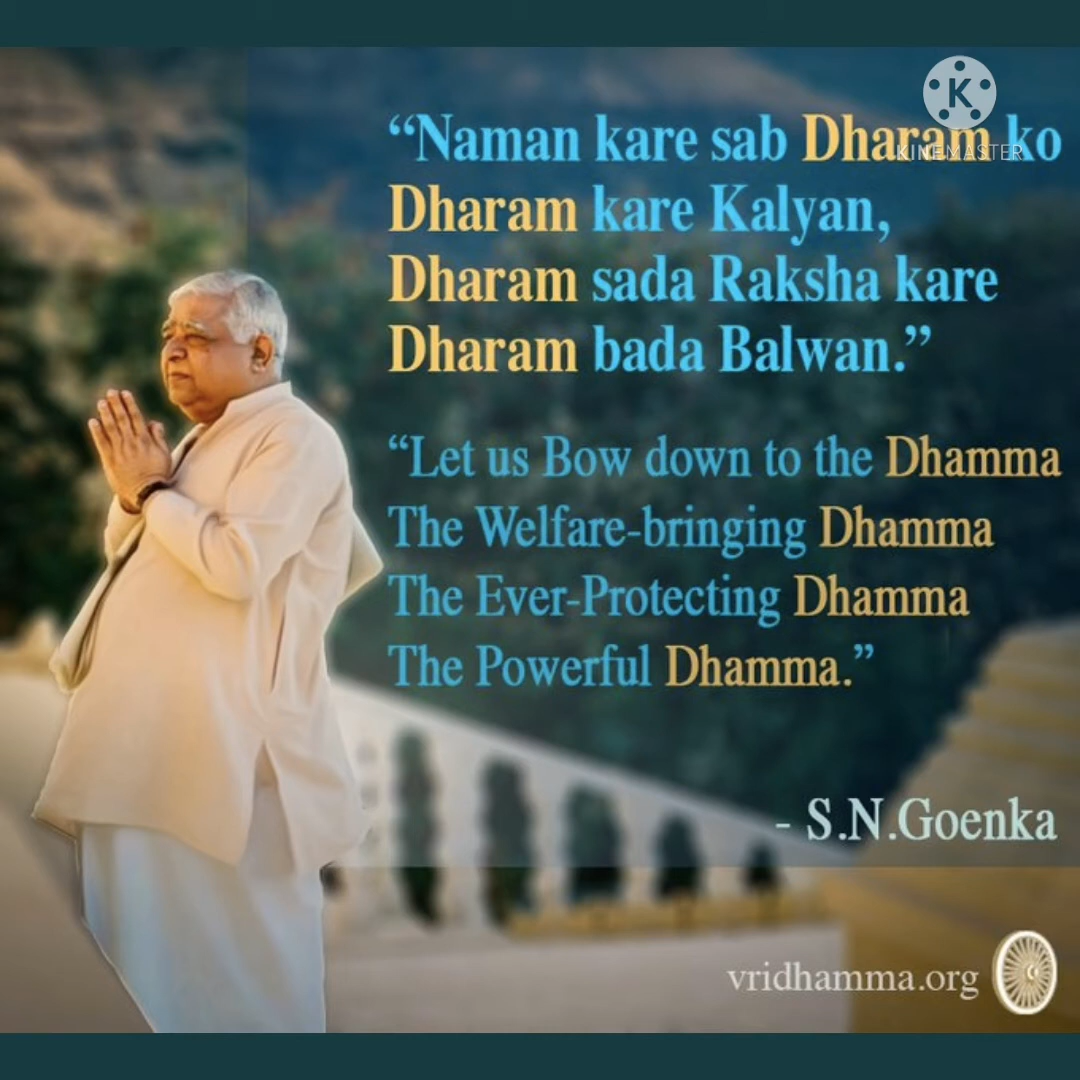 K
KINEMASTER
“Naman kare sab Dharam ko
Dharam kare Kalyan,
Dharam sada Raksha kare
Dharam bada Balwan.”
“Let us Bow down to the Dhamma
The Welfare-bringing Dhamma
The Ever-Protecting Dhamma
The Powerful Dhamma.”
- S.N.Goenka
vridhamma.org